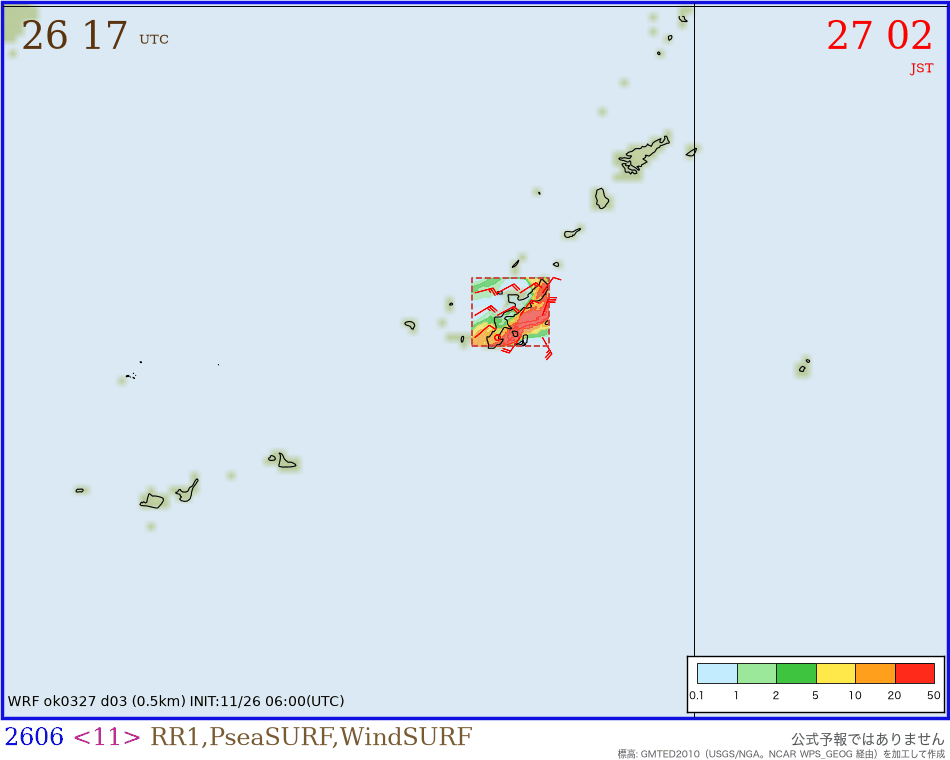 26 17 UTC
27 02
JST
WRF ok0327 d03 (0.5km) INIT:11/26 06:00(UTC)
0.1 1 2 5 10 20 50
2606 <11> RR1,PseaSURF,WindSURF
公式予報ではありません
標高: GMTED2010（USGS/NGA。NCAR WPS_GEOG 経由）を加工して作成